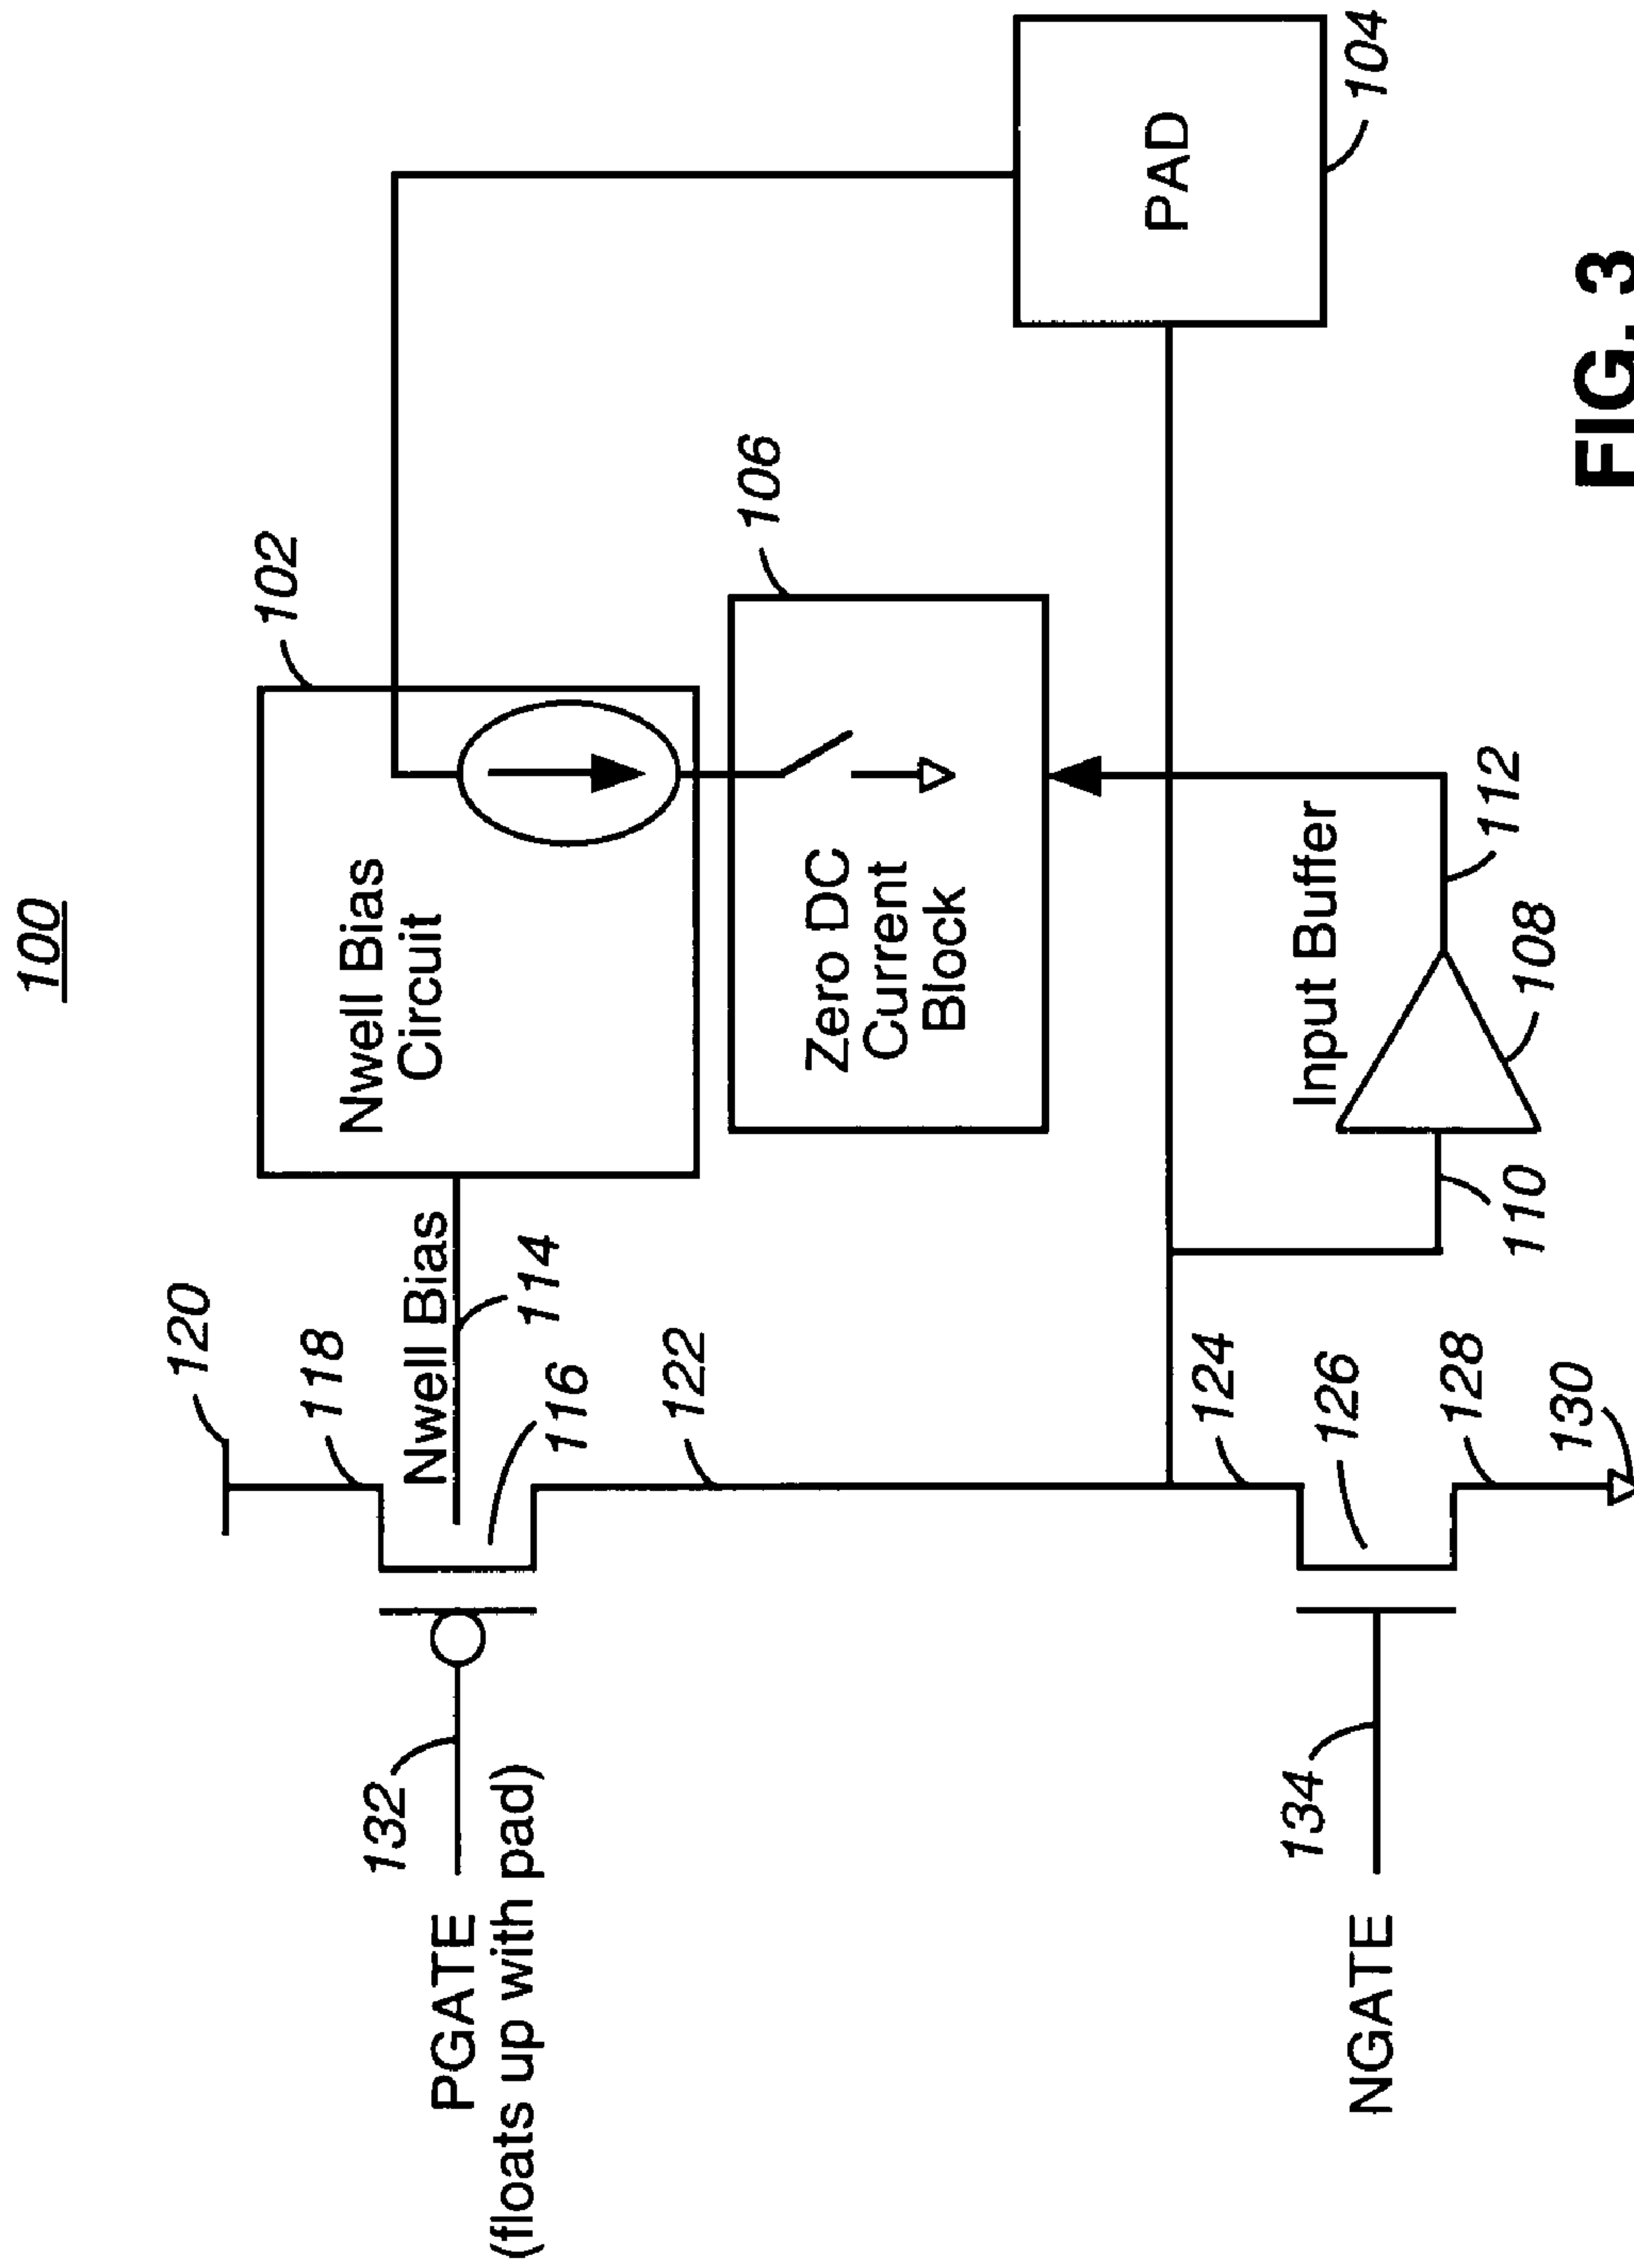 100
120
118
Nwell Bias
114
116
122
132
PGATE
(floats up with pad)
102
Nwell Bias
Circuit
106
Zero DC
Current
Block
104
PAD
124
126
128
130
134
NGATE
Input Buffer
110
108
112
FIG. 3